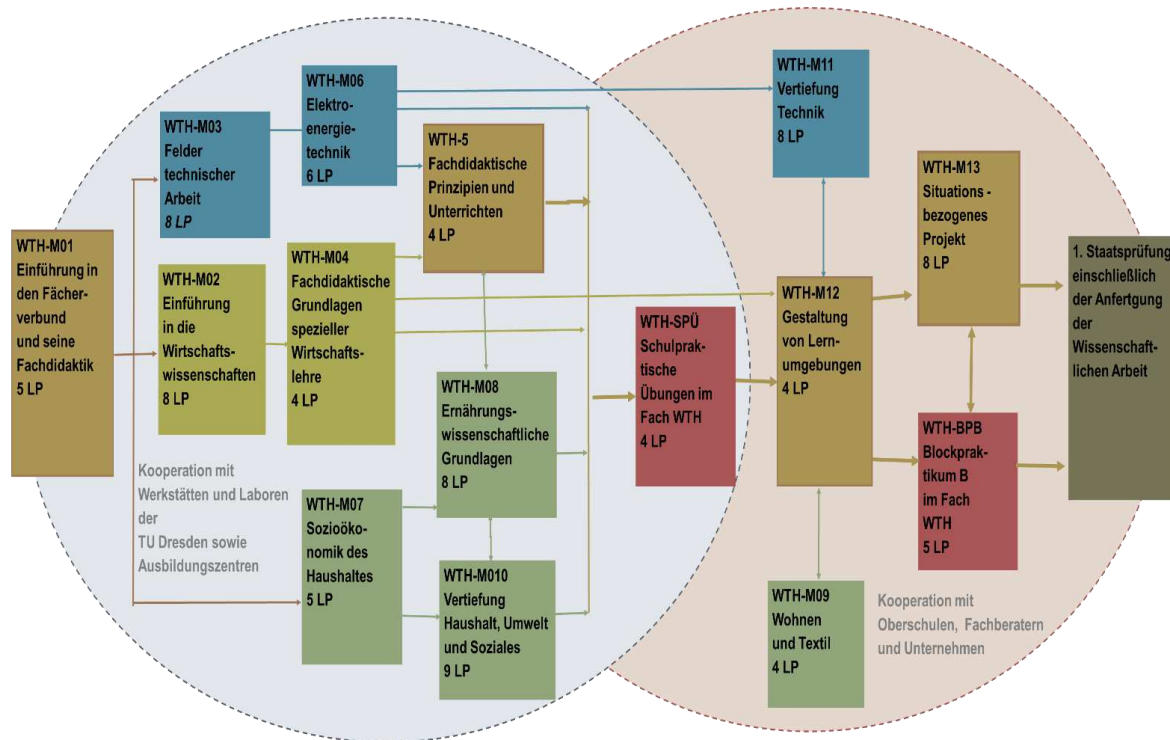 WTH-M01
Einführung in
den Fächer-
verbund
und seine
Fachdidaktik
5 LP
WTH-M03
Felder
technischer
Arbeit
8 LP
WTH-M02
Einführung
in die
Wirtschafts-
wissenschaften
8 LP
Kooperation mit
Werkstätten und Laboren
der
TU Dresden sowie
Ausbildungszentren
WTH-M06
Elektro-
energie-
technik
6 LP
WTH-M04
Fachdidaktische
Grundlagen
spezieller
Wirtschafts-
lehre
4 LP
WTH-M07
Sozioöko-
nomik des
Haushaltes
5 LP
WTH-5
Fachdidaktische
Prinzipien und
Unterrichten
4 LP
WTH-M08
Ernährungs-
wissenschaftliche
Grundlagen
8 LP
WTH-M010
Vertiefung
Haushalt, Umwelt
und Soziales
9 LP
WTH-SPÜ
Schulprak-
tische
Übungen im
Fach WTH
4 LP
WTH-M11
Vertiefung
Technik
8 LP
WTH-M12
Gestaltung
von Lern-
umgebungen
4 LP
WTH-M09
Wohnen
und Textil
4 LP
WTH-M13
Situations -
bezogenes
Projekt
8 LP
WTH-BPB
Blockprak-
tikum B
im Fach
WTH
5 LP
Kooperation mit
Oberschulen, Fachberatern
und Unternehmen
1. Staatsprüfung
einschließlich
der Anfertgung
der
Wissenschaft-
lichen Arbeit